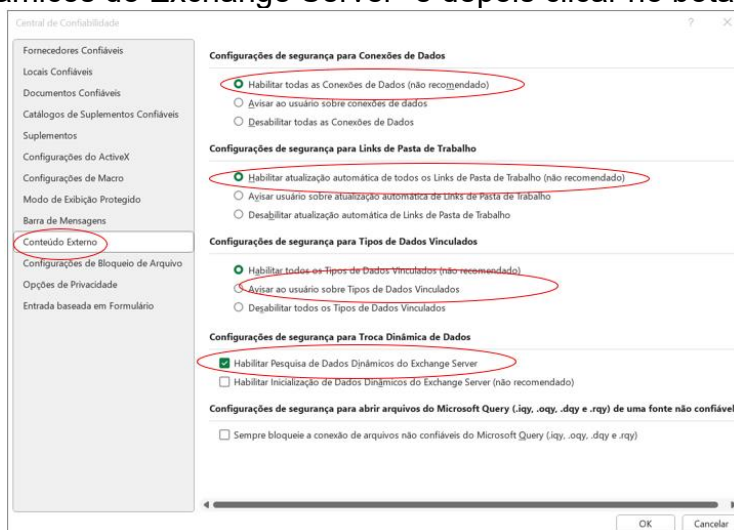 âmicos do Exchange Server" e depois clicar no botã
Central de Confiabilidade
Fornecedores Confiáveis
Locais Confiáveis
Documentos Confiáveis
Catálogos de Suplementos Confiáveis
Suplementos
Configurações do ActiveX
Configurações de Macro
Modo de Exibição Protegido
Barra de Mensagens
Conteúdo Externo
Configurações de Bloqueio de Arquivo
Opções de Privacidade
Entrada baseada em Formulário
Configurações de segurança para Conexões de Dados
Habilitar todas as Conexões de Dados (não recomendado)
Avisar ao usuário sobre conexões de dados
Desabilitar todas as Conexões de Dados
Configurações de segurança para Links de Pasta de Trabalho
Habilitar atualização automática de todos os Links de Pasta de Trabalho (não recomendado)
Avisar usuário sobre atualização automática de Links de Pasta de Trabalho
Desabilitar atualização automática de Links de Pasta de Trabalho
Configurações de segurança para Tipos de Dados Vinculados
Habilitar todos os Tipos de Dados Vinculados (não recomendado)
Avisar ao usuário sobre Tipos de Dados Vinculados
Desabilitar todos os Tipos de Dados Vinculados
Configurações de segurança para Troca Dinâmica de Dados
Habilitar Pesquisa de Dados Dinâmicos do Exchange Server
Habilitar Inicialização de Dados Dinâmicos do Exchange Server (não recomendado)
Configurações de segurança para abrir arquivos do Microsoft Query (.iqy, .oqy, .dqy e .rqy) de uma fonte não confiável
Sempre bloqueie a conexão de arquivos não confiáveis do Microsoft Query (.iqy, .oqy, .dqy e .rqy)
OK
Cancelar